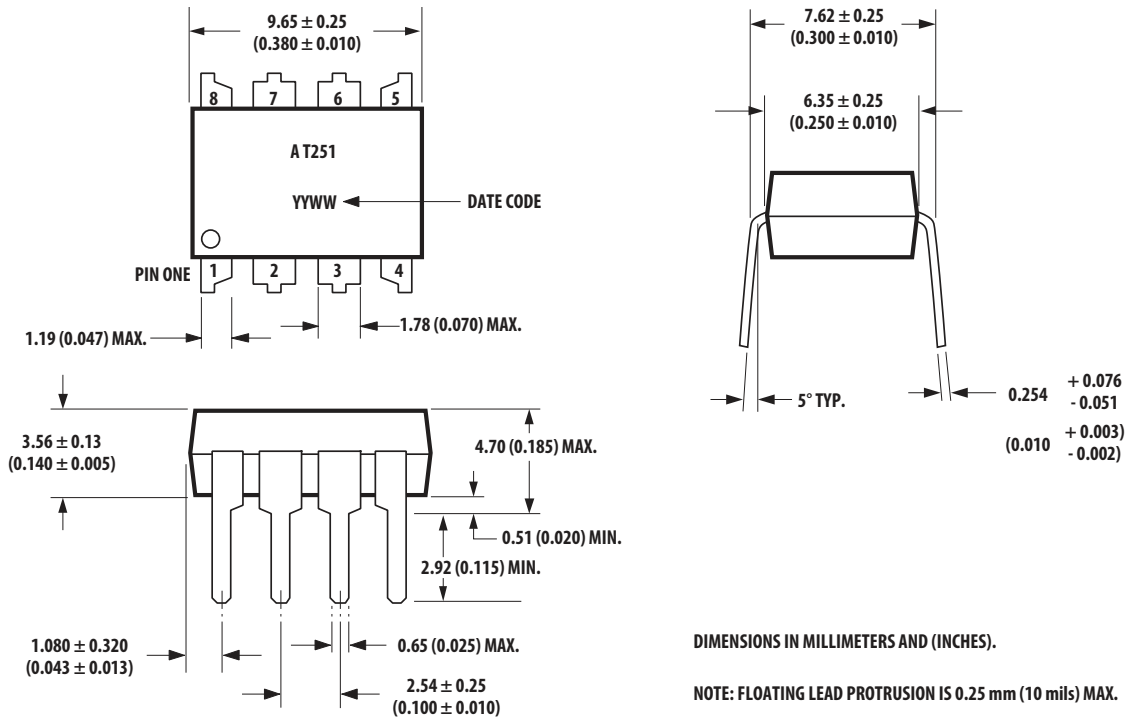 9.65 ± 0.25
(0.380 ± 0.010)
8 7 6 5
A T251
YYWW
DATE CODE
PIN ONE
1 2 3 4
1.19 (0.047) MAX.
1.78 (0.070) MAX.
7.62 ± 0.25
(0.300 ± 0.010)
6.35 ± 0.25
(0.250 ± 0.010)
5° TYP.
0.254 + 0.076
- 0.051
(0.010 + 0.003)
- 0.002)
3.56 ± 0.13
(0.140 ± 0.005)
4.70 (0.185) MAX.
0.51 (0.020) MIN.
2.92 (0.115) MIN.
1.080 ± 0.320
(0.043 ± 0.013)
0.65 (0.025) MAX.
2.54 ± 0.25
(0.100 ± 0.010)
DIMENSIONS IN MILLIMETERS AND (INCHES).
NOTE: FLOATING LEAD PROTRUSION IS 0.25 mm (10 mils) MAX.